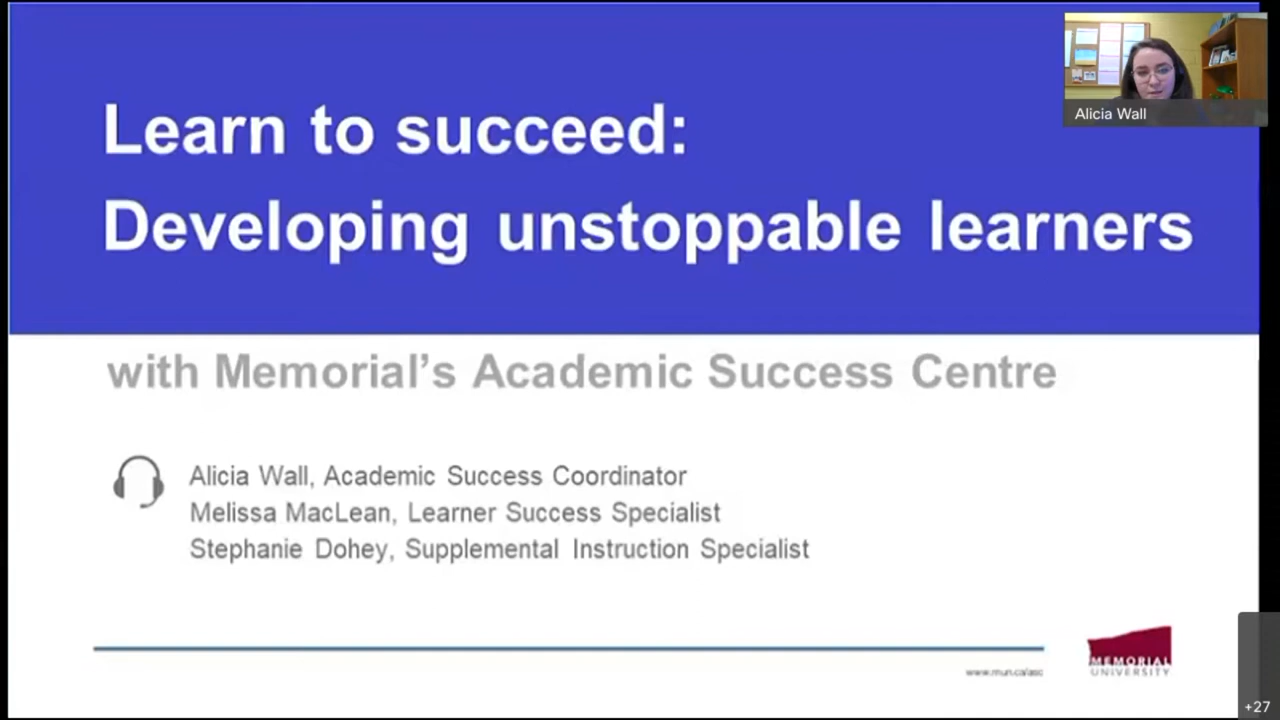 Learn to succeed:
Developing unstoppable learners
Alicia Wall
with Memorial's Academic Success Centre
Alicia Wall, Academic Success Coordinator
Melissa MacLean, Learner Success Specialist
Stephanie Dohey, Supplemental Instruction Specialist
www.mun.ca/asc
MEMORIAL
UNIVERSITY
+27